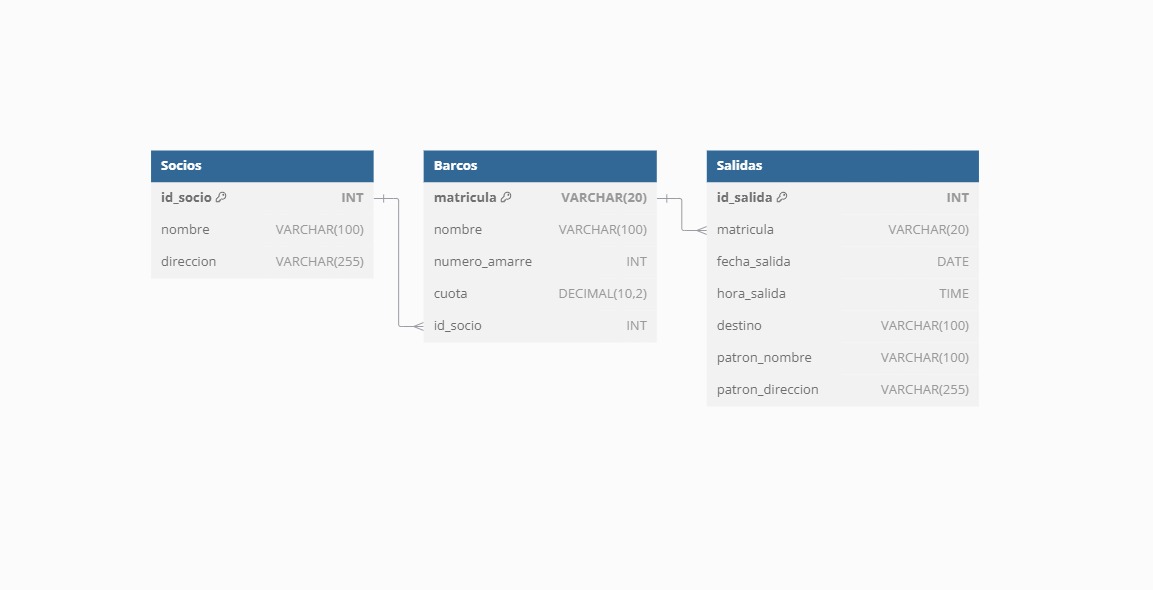 Socios
id_socio INT
nombre VARCHAR(100)
direccion VARCHAR(255)
Barcos
matricula VARCHAR(20)
nombre VARCHAR(100)
numero_amarre INT
cuota DECIMAL(10,2)
id_socio INT
Salidas
id_salida INT
matricula VARCHAR(20)
fecha_salida DATE
hora_salida TIME
destino VARCHAR(100)
patron_nombre VARCHAR(100)
patron_direccion VARCHAR(255)